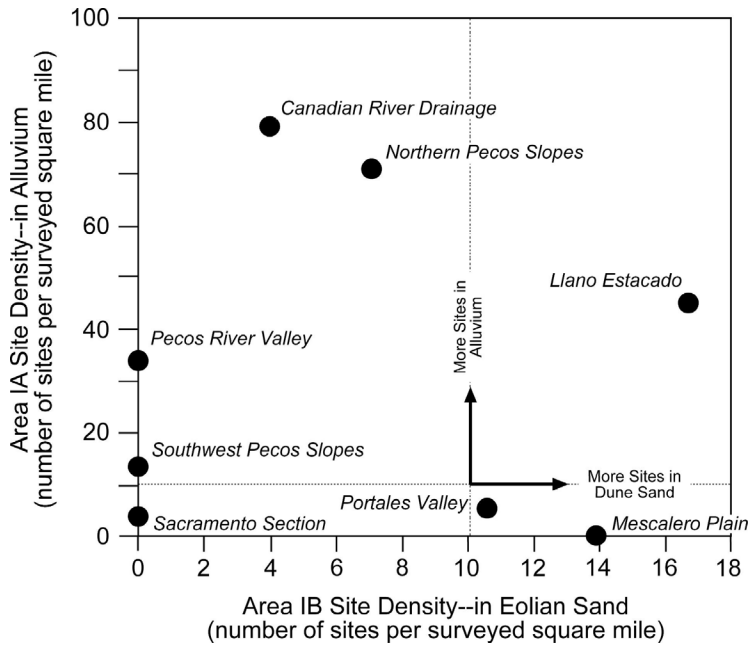 Area IA Site Density--in Alluvium
(number of sites per surveyed square mile)
100
80
60
40
20
0
Canadian River Drainage
Northern Pecos Slopes
Llano Estacado
More Sites in
Alluvium
Pecos River Valley
Southwest Pecos Slopes
More Sites in
Dune Sand
Portales Valley
Sacramento Section
Mescalero Plain
0 2 4 6 8 10 12 14 16 18
Area IB Site Density--in Eolian Sand
(number of sites per surveyed square mile)